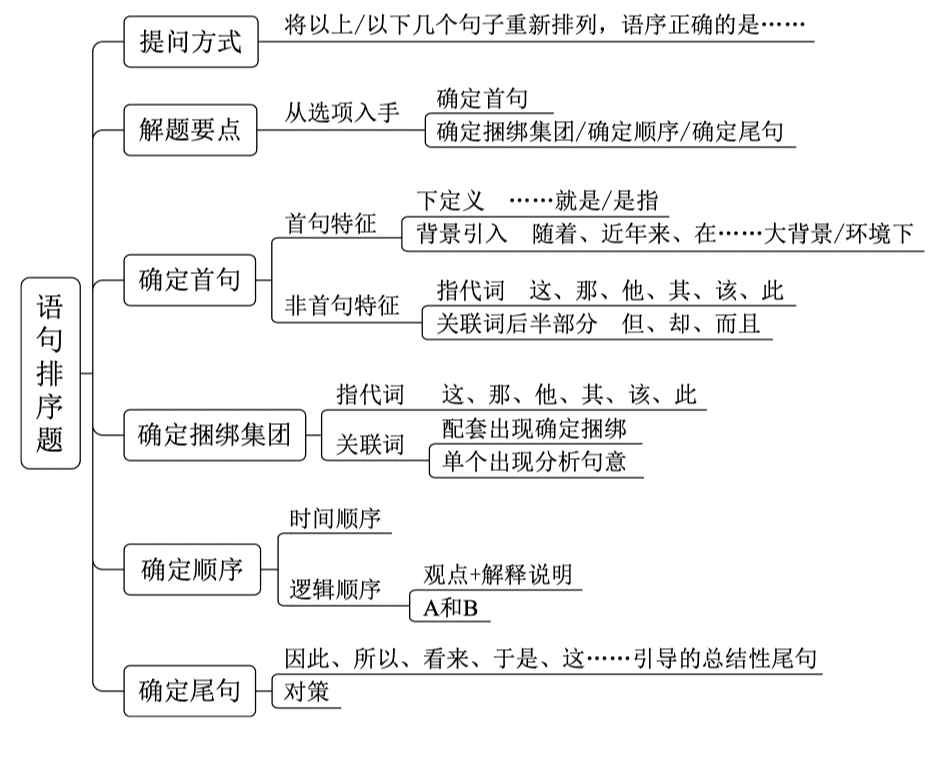 语句排序题
提问方式
将以上/以下几个句子重新排列，语序正确的是……
解题要点
从选项入手
确定首句
确定捆绑集团/确定顺序/确定尾句
确定首句
首句特征
下定义 ……就是/是指
背景引入 随着、近年来、在……大背景/环境下
非首句特征
指代词 这、那、他、其、该、此
关联词后半部分 但、却、而且
确定捆绑集团
指代词 这、那、他、其、该、此
关联词
配套出现确定捆绑
单个出现分析句意
确定顺序
时间顺序
逻辑顺序
观点+解释说明
A和B
确定尾句
因此、所以、看来、于是、这……引导的总结性尾句
对策